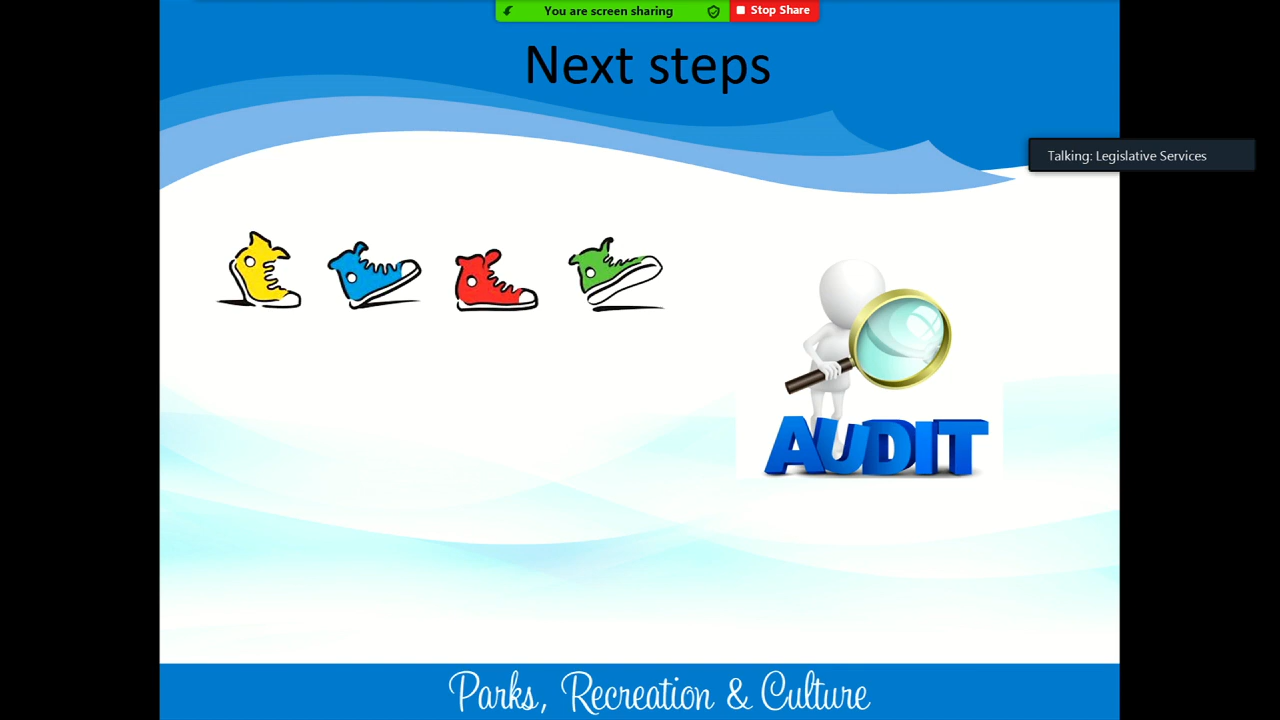 You are screen sharing
Stop Share
Next steps
Talking: Legislative Services
AUDIT
Parks, Recreation & Culture